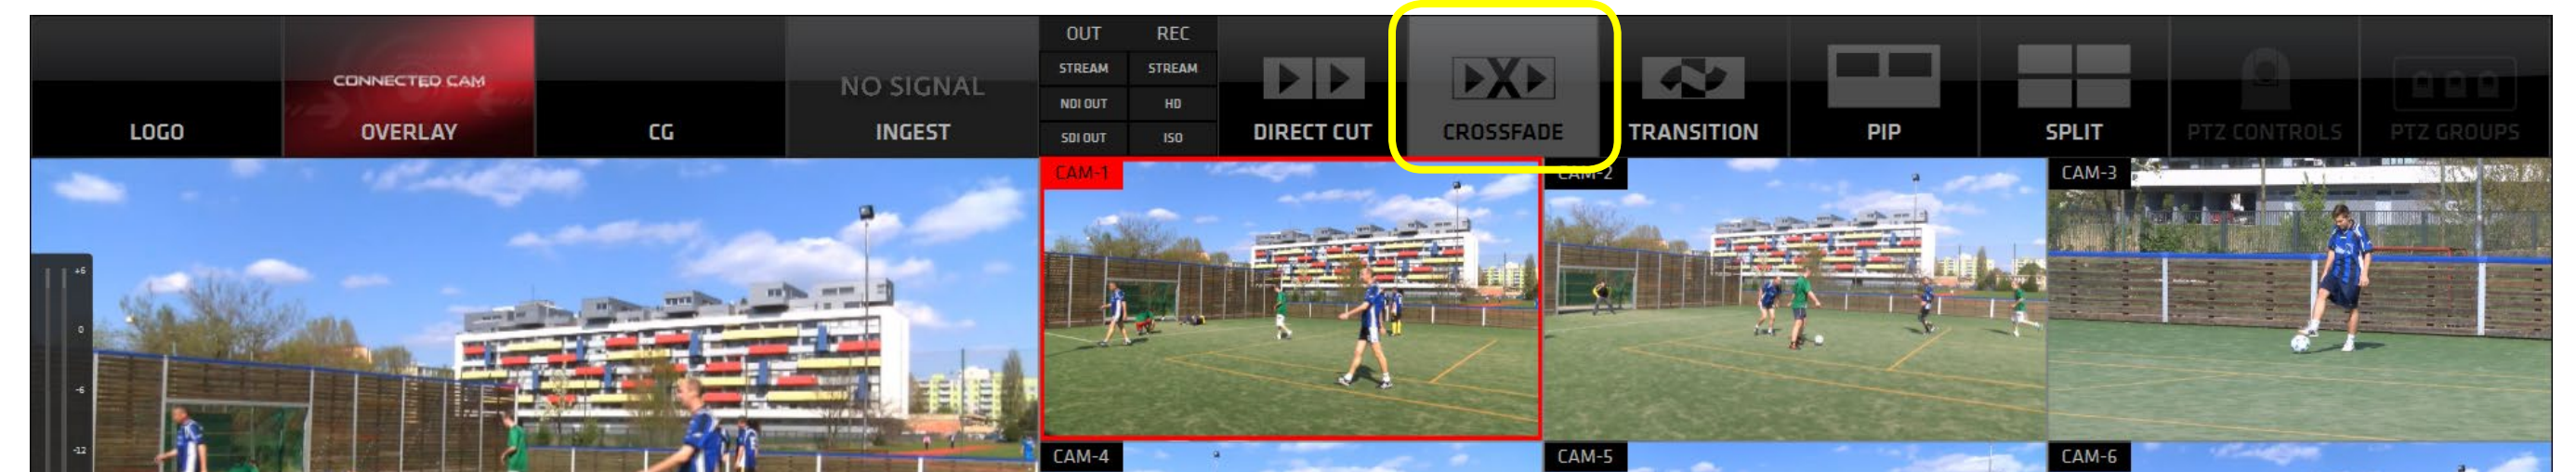 OUT REC
STREAM STREAM
CONNECTED CAM
NO SIGNAL
NDI OUT HD
LOGO OVERLAY CG INGEST
SDI OUT ISO
DIRECT CUT CROSSFADE TRANSITION PIP SPLIT PTZ CONTROLS PTZ GROUPS
CAM-1 CAM-2 CAM-3
+6
0
-6
-12
CAM-4 CAM-5 CAM-6